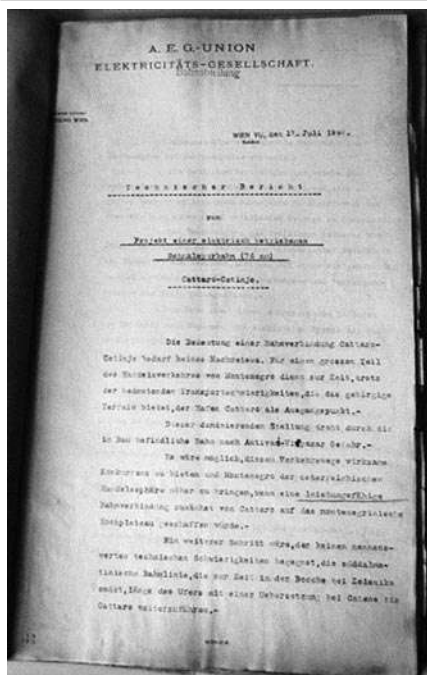 A. E. G.-UNION
ELEKTRICITÄTS-GESELLSCHAFT.
Bahnabteilung
WIEN VI, den 17. Juli
Technischer Bericht
zum
Projekt einer elektrisch betriebenen
Schmalspurbahn (76 cm)
Cattaro-Cetinje.
Die Bedeutung einer Bahnverbindung Cattaro-
Cetinje bedarf keines Nachweises. Für einen grossen Teil
des Handelsverkehres von Montenegro dient zur Zeit, trotz
der bedeutenden Transportschwierigkeiten, die das gebirgige
Terrain bietet, der Hafen Cattaro als Ausgangspunkt.-
Dieser dominierenden Stellung droht durch die
in Bau befindliche Bahn nach Antivari-Virpazar Gefahr.-
Es wird möglich, diesem Verkehrswege wirksame
Konkurrenz zu bieten und Montenegro der oesterreichischen
Handelssphäre näher zu bringen, wenn eine leistungsfähige
Bahnverbindung zunächst von Cattaro auf das montenegrinische
Hochplateau geschaffen würde.-
Ein weiterer Schritt wäre, der keinen nennens-
werten technischen Schwierigkeiten begegnet, die süddalma-
tinische Bahnlinie, die zur Zeit in der Bocche bei Zelenika
endet, längs des Ufers mit einer Uebersetzung bei Catene bis
Cattaro weiterzuführen.-